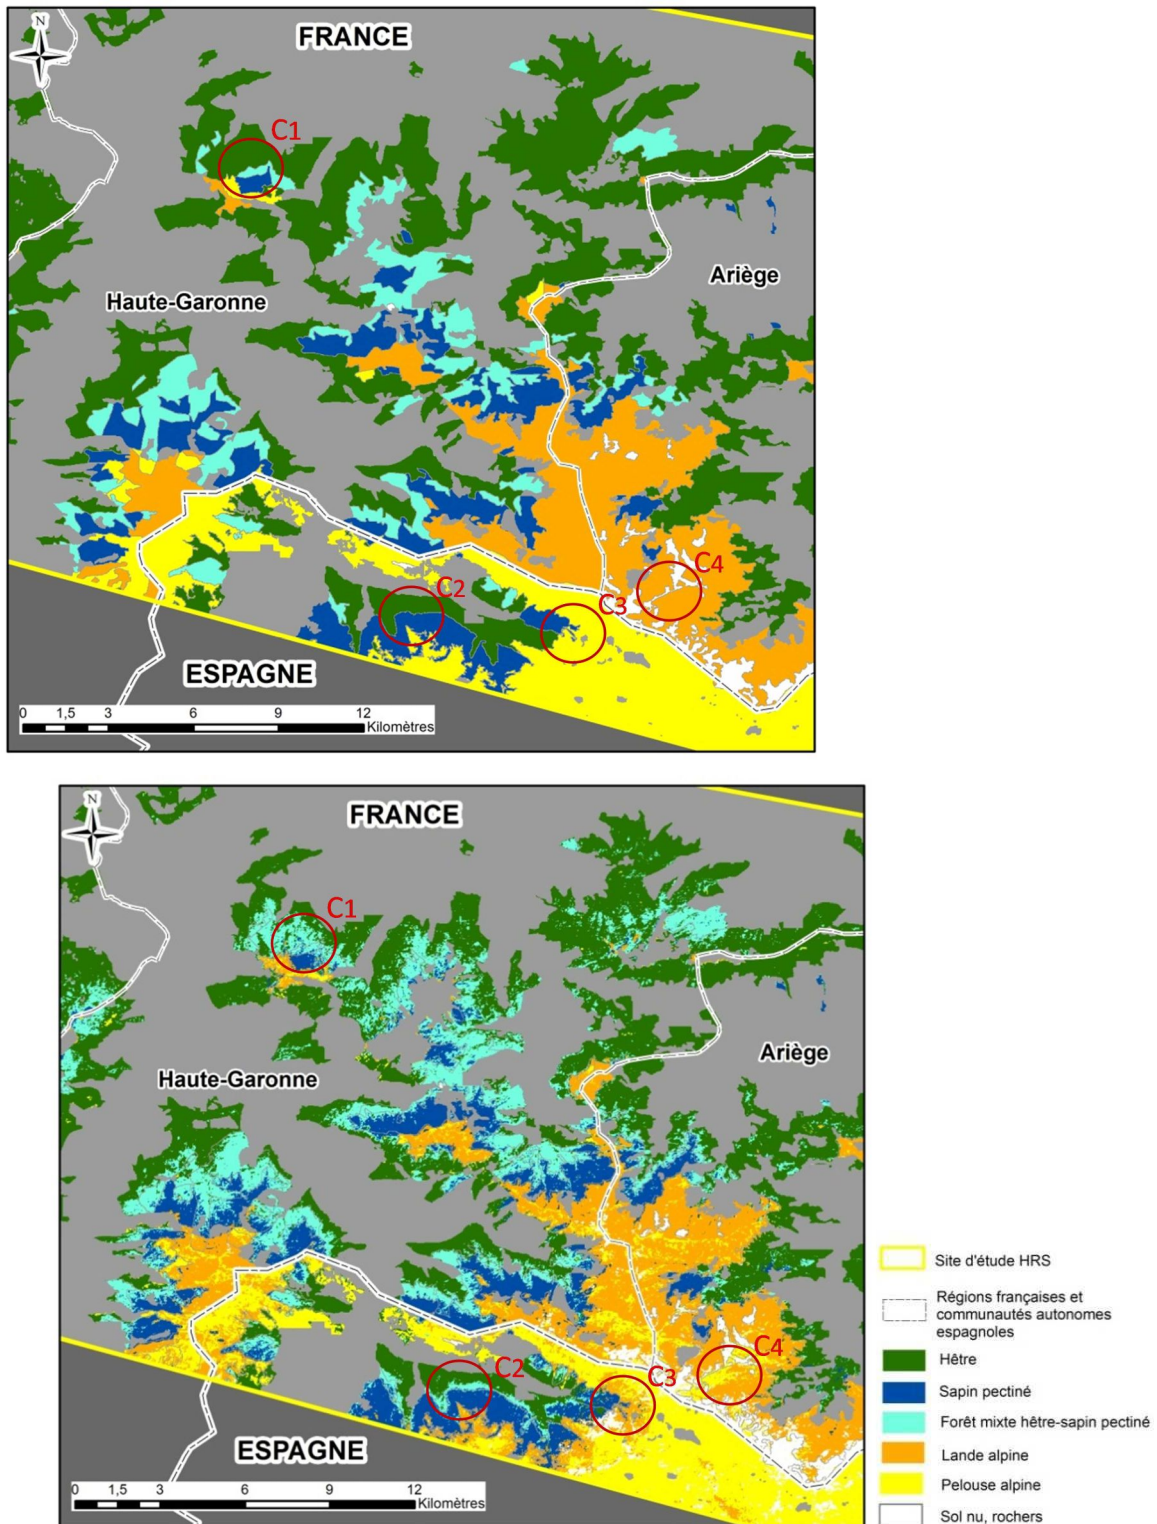 N
FRANCE
C1
Ariège
Haute-Garonne
C2
C3
C4
ESPAGNE
0 1,5 3 6 9 12
Kilomètres
N
FRANCE
C1
Ariège
Haute-Garonne
C2
C3
C4
ESPAGNE
0 1,5 3 6 9 12
Kilomètres
Site d'étude HRS
Régions françaises et
communautés autonomes
espagnoles
Hêtre
Sapin pectiné
Forêt mixte hêtre-sapin pectiné
Lande alpine
Pelouse alpine
Sol nu, rochers